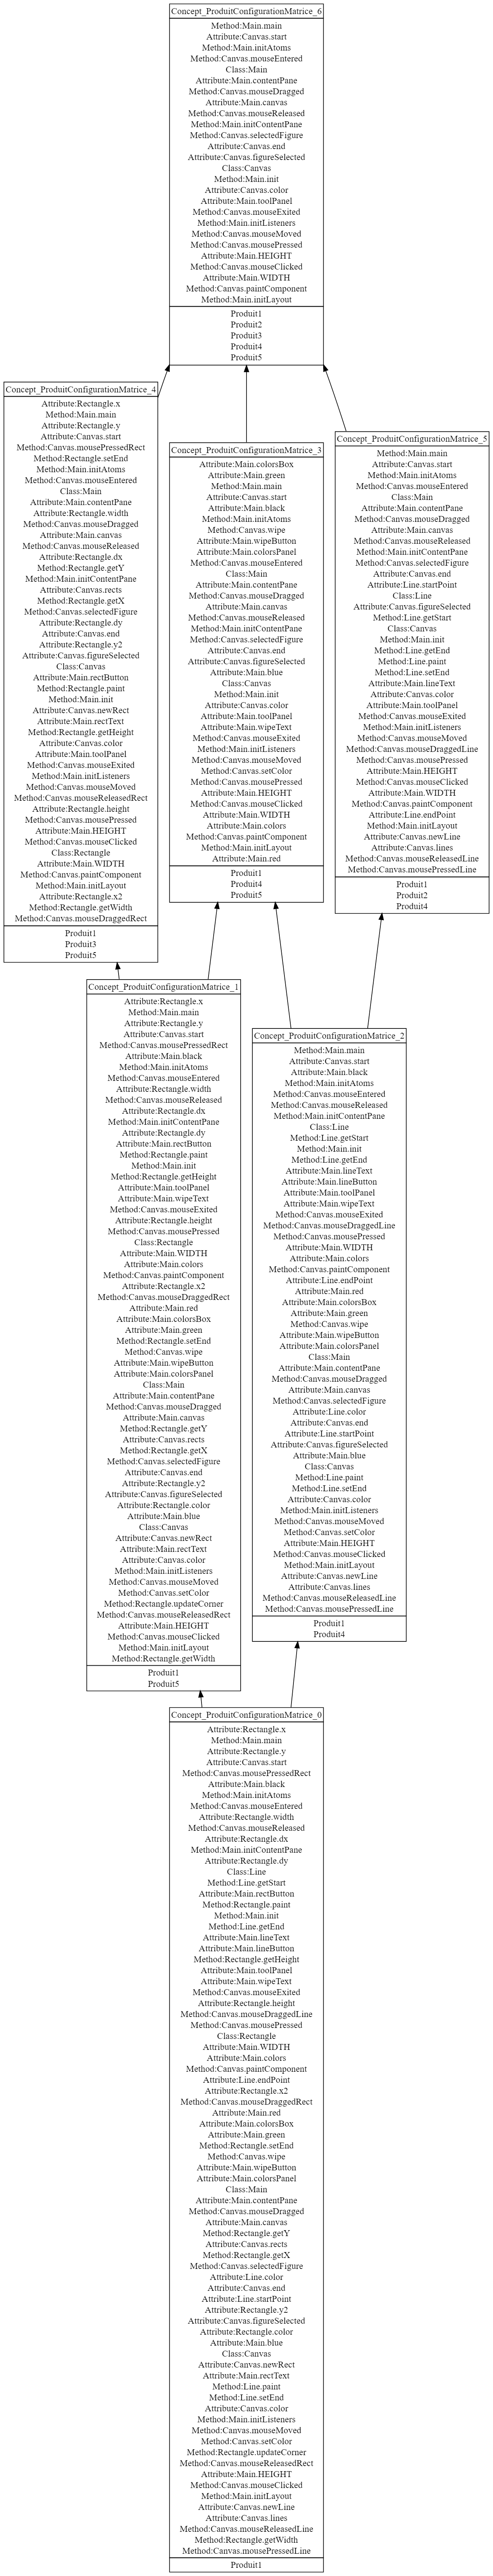 Concept_ProduitConfigurationMatrice_6
Method:Main.main
Attribute:Canvas.start
Method:Main.initAtoms
Method:Canvas.mouseEntered
Class:Main
Attribute:Main.contentPane
Method:Canvas.mouseDragged
Attribute:Main.canvas
Method:Canvas.mouseReleased
Method:Main.initContentPane
Method:Canvas.selectedFigure
Attribute:Canvas.end
Attribute:Canvas.figureSelected
Class:Canvas
Method:Main.init
Attribute:Canvas.color
Attribute:Main.toolPanel
Method:Canvas.mouseExited
Method:Main.initListeners
Method:Canvas.mouseMoved
Method:Canvas.mousePressed
Attribute:Main.HEIGHT
Method:Canvas.mouseClicked
Attribute:Main.WIDTH
Method:Canvas.paintComponent
Method:Main.initLayout
Produit1
Produit2
Produit3
Produit4
Produit5
Concept_ProduitConfigurationMatrice_4
Attribute:Rectangle.x
Method:Main.main
Attribute:Rectangle.y
Attribute:Canvas.start
Method:Canvas.mousePressedRect
Method:Rectangle.setEnd
Method:Main.initAtoms
Method:Canvas.mouseEntered
Class:Main
Attribute:Main.contentPane
Attribute:Rectangle.width
Method:Canvas.mouseDragged
Attribute:Main.canvas
Method:Canvas.mouseReleased
Attribute:Rectangle.dx
Method:Rectangle.getY
Method:Main.initContentPane
Attribute:Canvas.rects
Method:Rectangle.getX
Method:Canvas.selectedFigure
Attribute:Rectangle.dy
Attribute:Canvas.end
Attribute:Rectangle.y2
Attribute:Canvas.figureSelected
Class:Canvas
Attribute:Main.rectButton
Method:Rectangle.paint
Method:Main.init
Attribute:Canvas.newRect
Attribute:Main.rectText
Method:Rectangle.getHeight
Attribute:Canvas.color
Attribute:Main.toolPanel
Method:Canvas.mouseExited
Method:Main.initListeners
Method:Canvas.mouseMoved
Method:Canvas.mouseReleasedRect
Attribute:Rectangle.height
Method:Canvas.mousePressed
Attribute:Main.HEIGHT
Method:Canvas.mouseClicked
Class:Rectangle
Attribute:Main.WIDTH
Method:Canvas.paintComponent
Method:Main.initLayout
Attribute:Rectangle.x2
Method:Rectangle.getWidth
Method:Canvas.mouseDraggedRect
Produit1
Produit3
Produit5
Concept_ProduitConfigurationMatrice_3
Attribute:Main.colorsBox
Attribute:Main.green
Method:Main.main
Attribute:Canvas.start
Attribute:Main.black
Method:Main.initAtoms
Method:Canvas.wipe
Attribute:Main.wipeButton
Attribute:Main.colorsPanel
Method:Canvas.mouseEntered
Class:Main
Attribute:Main.contentPane
Method:Canvas.mouseDragged
Attribute:Main.canvas
Method:Canvas.mouseReleased
Method:Main.initContentPane
Method:Canvas.selectedFigure
Attribute:Canvas.end
Attribute:Canvas.figureSelected
Attribute:Main.blue
Class:Canvas
Method:Main.init
Attribute:Canvas.color
Attribute:Main.toolPanel
Attribute:Main.wipeText
Method:Canvas.mouseExited
Method:Main.initListeners
Method:Canvas.mouseMoved
Method:Canvas.setColor
Method:Canvas.mousePressed
Attribute:Main.HEIGHT
Method:Canvas.mouseClicked
Attribute:Main.WIDTH
Attribute:Main.colors
Method:Canvas.paintComponent
Method:Main.initLayout
Attribute:Main.red
Produit1
Produit4
Produit5
Concept_ProduitConfigurationMatrice_5
Method:Main.main
Attribute:Canvas.start
Method:Main.initAtoms
Method:Canvas.mouseEntered
Class:Main
Attribute:Main.contentPane
Method:Canvas.mouseDragged
Attribute:Main.canvas
Method:Canvas.mouseReleased
Method:Main.initContentPane
Method:Canvas.selectedFigure
Attribute:Canvas.end
Attribute:Line.startPoint
Class:Line
Attribute:Canvas.figureSelected
Method:Line.getStart
Class:Canvas
Method:Main.init
Method:Line.getEnd
Method:Line.paint
Method:Line.setEnd
Attribute:Main.lineText
Attribute:Canvas.color
Attribute:Main.toolPanel
Method:Canvas.mouseExited
Method:Main.initListeners
Method:Canvas.mouseMoved
Method:Canvas.mouseDraggedLine
Method:Canvas.mousePressed
Attribute:Main.HEIGHT
Method:Canvas.mouseClicked
Attribute:Main.WIDTH
Method:Canvas.paintComponent
Attribute:Line.endPoint
Method:Main.initLayout
Attribute:Canvas.newLine
Attribute:Canvas.lines
Method:Canvas.mouseReleasedLine
Method:Canvas.mousePressedLine
Produit1
Produit2
Produit4
Concept_ProduitConfigurationMatrice_1
Attribute:Rectangle.x
Method:Main.main
Attribute:Rectangle.y
Attribute:Canvas.start
Method:Canvas.mousePressedRect
Attribute:Main.black
Method:Main.initAtoms
Method:Canvas.mouseEntered
Attribute:Rectangle.width
Method:Canvas.mouseReleased
Attribute:Rectangle.dx
Method:Main.initContentPane
Attribute:Rectangle.dy
Attribute:Main.rectButton
Method:Rectangle.paint
Method:Main.init
Method:Rectangle.getHeight
Attribute:Main.toolPanel
Attribute:Main.wipeText
Method:Canvas.mouseExited
Attribute:Rectangle.height
Method:Canvas.mousePressed
Class:Rectangle
Attribute:Main.WIDTH
Attribute:Main.colors
Method:Canvas.paintComponent
Attribute:Rectangle.x2
Method:Canvas.mouseDraggedRect
Attribute:Main.red
Attribute:Main.colorsBox
Attribute:Main.green
Method:Rectangle.setEnd
Method:Canvas.wipe
Attribute:Main.wipeButton
Attribute:Main.colorsPanel
Class:Main
Attribute:Main.contentPane
Method:Canvas.mouseDragged
Attribute:Main.canvas
Method:Rectangle.getY
Attribute:Canvas.rects
Method:Rectangle.getX
Method:Canvas.selectedFigure
Attribute:Canvas.end
Attribute:Rectangle.y2
Attribute:Canvas.figureSelected
Attribute:Rectangle.color
Attribute:Main.blue
Class:Canvas
Attribute:Canvas.newRect
Attribute:Main.rectText
Attribute:Canvas.color
Method:Main.initListeners
Method:Canvas.mouseMoved
Method:Canvas.setColor
Method:Rectangle.updateCorner
Method:Canvas.mouseReleasedRect
Attribute:Main.HEIGHT
Method:Canvas.mouseClicked
Method:Main.initLayout
Method:Rectangle.getWidth
Produit1
Produit5
Concept_ProduitConfigurationMatrice_2
Method:Main.main
Attribute:Canvas.start
Attribute:Main.black
Method:Main.initAtoms
Method:Canvas.mouseEntered
Method:Canvas.mouseReleased
Method:Main.initContentPane
Class:Line
Method:Line.getStart
Method:Main.init
Method:Line.getEnd
Attribute:Main.lineText
Attribute:Main.lineButton
Attribute:Main.toolPanel
Attribute:Main.wipeText
Method:Canvas.mouseExited
Method:Canvas.mouseDraggedLine
Method:Canvas.mousePressed
Attribute:Main.WIDTH
Attribute:Main.colors
Method:Canvas.paintComponent
Attribute:Line.endPoint
Attribute:Main.red
Attribute:Main.colorsBox
Attribute:Main.green
Method:Canvas.wipe
Attribute:Main.wipeButton
Attribute:Main.colorsPanel
Class:Main
Attribute:Main.contentPane
Method:Canvas.mouseDragged
Attribute:Main.canvas
Method:Canvas.selectedFigure
Attribute:Line.color
Attribute:Canvas.end
Attribute:Line.startPoint
Attribute:Canvas.figureSelected
Attribute:Main.blue
Class:Canvas
Method:Line.paint
Method:Line.setEnd
Attribute:Canvas.color
Method:Main.initListeners
Method:Canvas.mouseMoved
Method:Canvas.setColor
Attribute:Main.HEIGHT
Method:Canvas.mouseClicked
Method:Main.initLayout
Attribute:Canvas.newLine
Attribute:Canvas.lines
Method:Canvas.mouseReleasedLine
Method:Canvas.mousePressedLine
Produit1
Produit4
Concept_ProduitConfigurationMatrice_0
Attribute:Rectangle.x
Method:Main.main
Attribute:Rectangle.y
Attribute:Canvas.start
Method:Canvas.mousePressedRect
Attribute:Main.black
Method:Main.initAtoms
Method:Canvas.mouseEntered
Attribute:Rectangle.width
Method:Canvas.mouseReleased
Attribute:Rectangle.dx
Method:Main.initContentPane
Attribute:Rectangle.dy
Class:Line
Method:Line.getStart
Attribute:Main.rectButton
Method:Rectangle.paint
Method:Main.init
Method:Line.getEnd
Attribute:Main.lineText
Attribute:Main.lineButton
Method:Rectangle.getHeight
Attribute:Main.toolPanel
Attribute:Main.wipeText
Method:Canvas.mouseExited
Attribute:Rectangle.height
Method:Canvas.mouseDraggedLine
Method:Canvas.mousePressed
Class:Rectangle
Attribute:Main.WIDTH
Attribute:Main.colors
Method:Canvas.paintComponent
Attribute:Line.endPoint
Attribute:Rectangle.x2
Method:Canvas.mouseDraggedRect
Attribute:Main.red
Attribute:Main.colorsBox
Attribute:Main.green
Method:Rectangle.setEnd
Method:Canvas.wipe
Attribute:Main.wipeButton
Attribute:Main.colorsPanel
Class:Main
Attribute:Main.contentPane
Method:Canvas.mouseDragged
Attribute:Main.canvas
Method:Rectangle.getY
Attribute:Canvas.rects
Method:Rectangle.getX
Method:Canvas.selectedFigure
Attribute:Line.color
Attribute:Canvas.end
Attribute:Line.startPoint
Attribute:Rectangle.y2
Attribute:Canvas.figureSelected
Attribute:Rectangle.color
Attribute:Main.blue
Class:Canvas
Attribute:Canvas.newRect
Attribute:Main.rectText
Method:Line.paint
Method:Line.setEnd
Attribute:Canvas.color
Method:Main.initListeners
Method:Canvas.mouseMoved
Method:Canvas.setColor
Method:Rectangle.updateCorner
Method:Canvas.mouseReleasedRect
Attribute:Main.HEIGHT
Method:Canvas.mouseClicked
Method:Main.initLayout
Attribute:Canvas.newLine
Attribute:Canvas.lines
Method:Canvas.mouseReleasedLine
Method:Rectangle.getWidth
Method:Canvas.mousePressedLine
Produit1